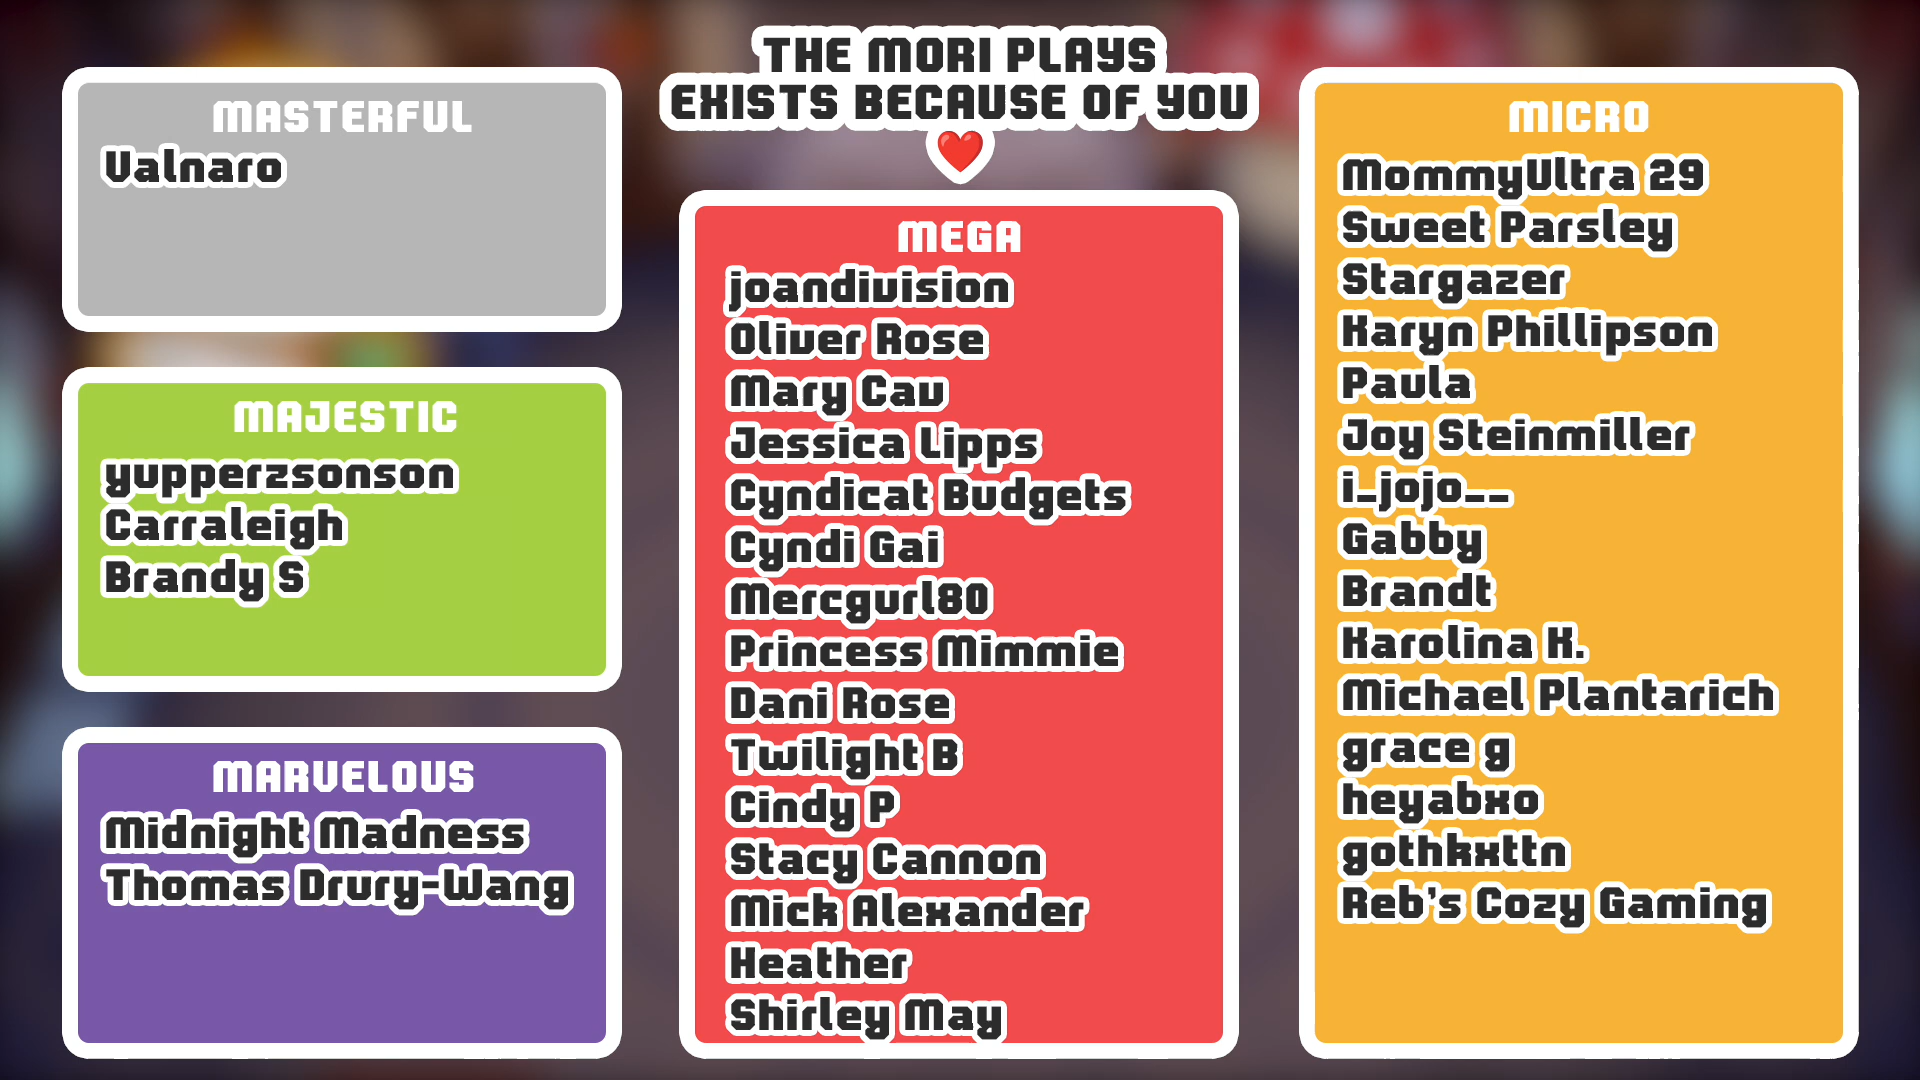 THE MORI PLAYS
EXISTS BECAUSE OF YOU
❤️
MASTERFUL
Valnaro
MAJESTIC
yupperzsonson
Carraleigh
Brandy S
MARVELOUS
Midnight Madness
Thomas Drury-Wang
MEGA
joandivision
Oliver Rose
Mary Cav
Jessica Lipps
Cyndicat Budgets
Cyndi Gai
Mercgurl80
Princess Mimmie
Dani Rose
Twilight B
Cindy P
Stacy Cannon
Mick Alexander
Heather
Shirley May
MICRO
MommyUltra 29
Sweet Parsley
Stargazer
Karyn Phillipson
Paula
Joy Steinmiller
i_jojo__
Gabby
Brandt
Karolina K.
Michael Plantarich
grace g
heyabxo
gothkxttn
Reb's Cozy Gaming